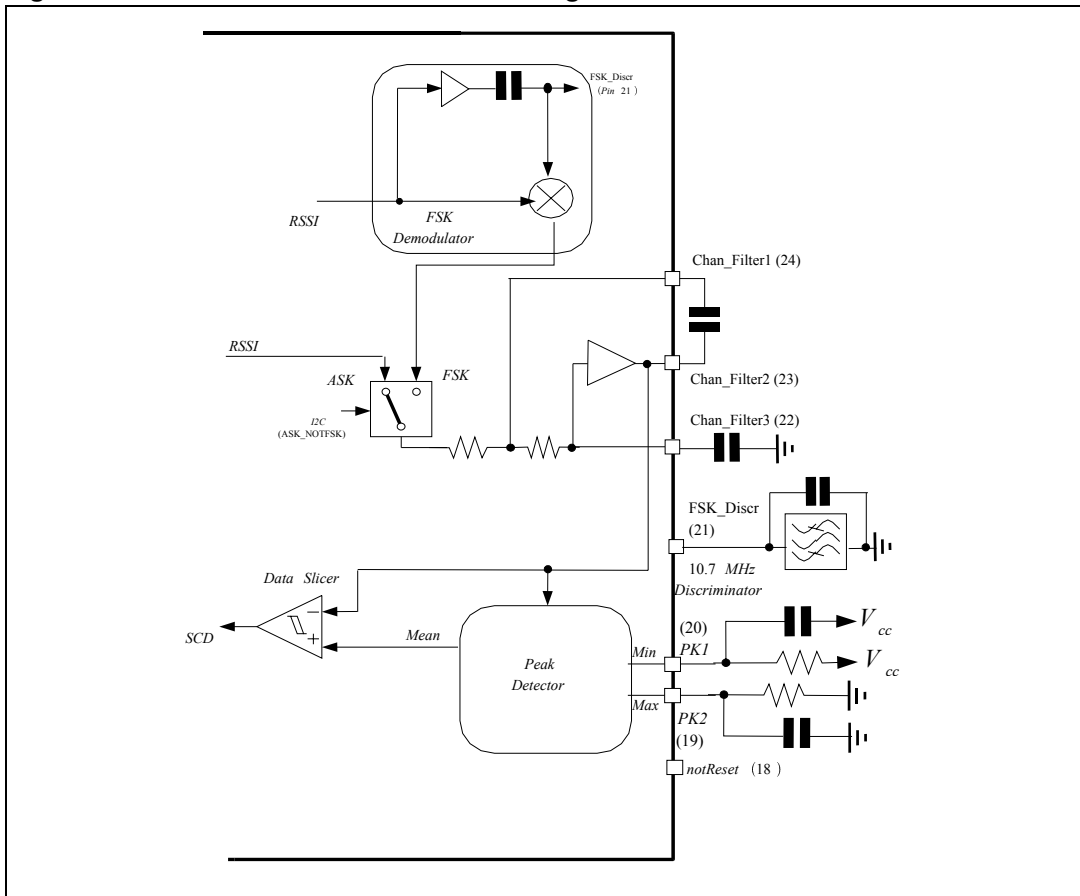 FSK_Discr
(Pin 21 )
RSSI
FSK
Demodulator
Chan_Filter1 (24)
RSSI
ASK
FSK
I2C
(ASK_NOTFSK)
Chan_Filter2 (23)
Chan_Filter3 (22)
FSK_Discr
(21)
10.7 MHz
Discriminator
Data Slicer
SCD
Mean
Peak
Detector
Min
Max
(20)
PK1
PK2
(19)
Vcc
Vcc
notReset (18 )